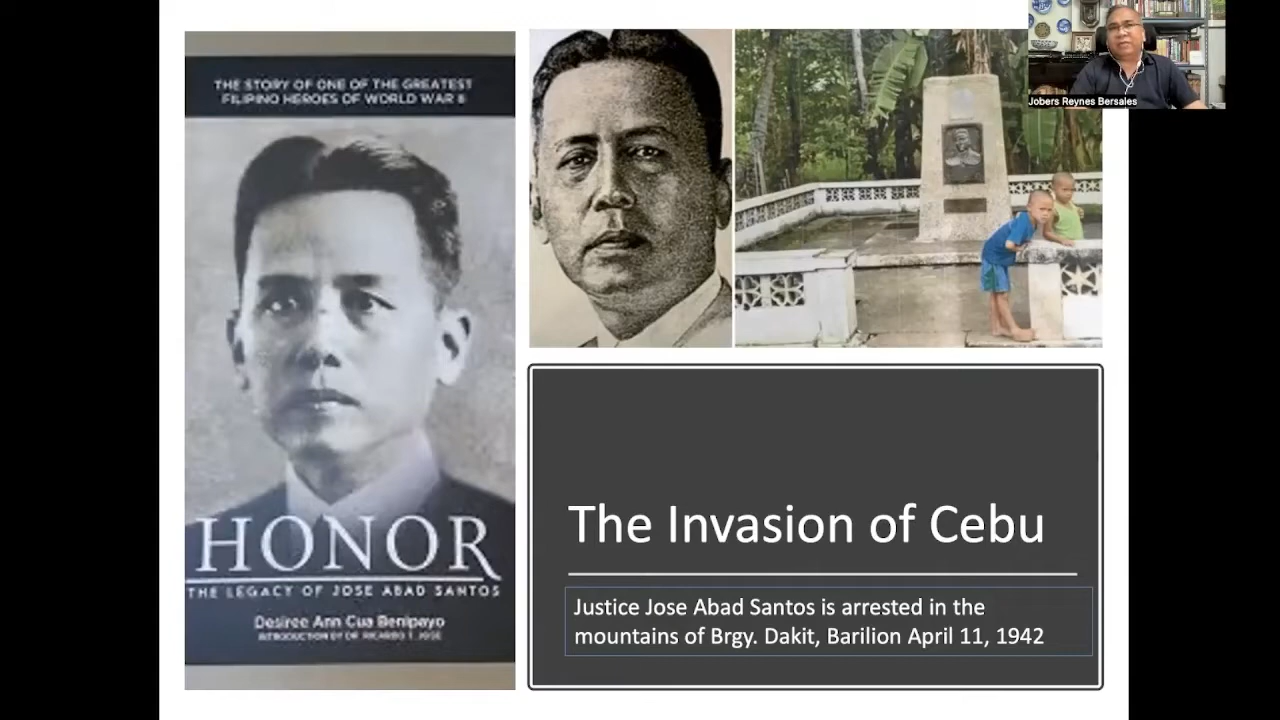 THE STORY OF ONE OF THE GREATEST
FILIPINO HEROES OF WORLD WAR II
HONOR
THE LEGACY OF JOSE ABAD SANTOS
Desiree Ann Cua Benipayo
INTRODUCTION BY DR. RICARDO T. JOSE
Jobers Reynes Bersales
The Invasion of Cebu
Justice Jose Abad Santos is arrested in the
mountains of Brgy. Dakit, Barilion April 11, 1942